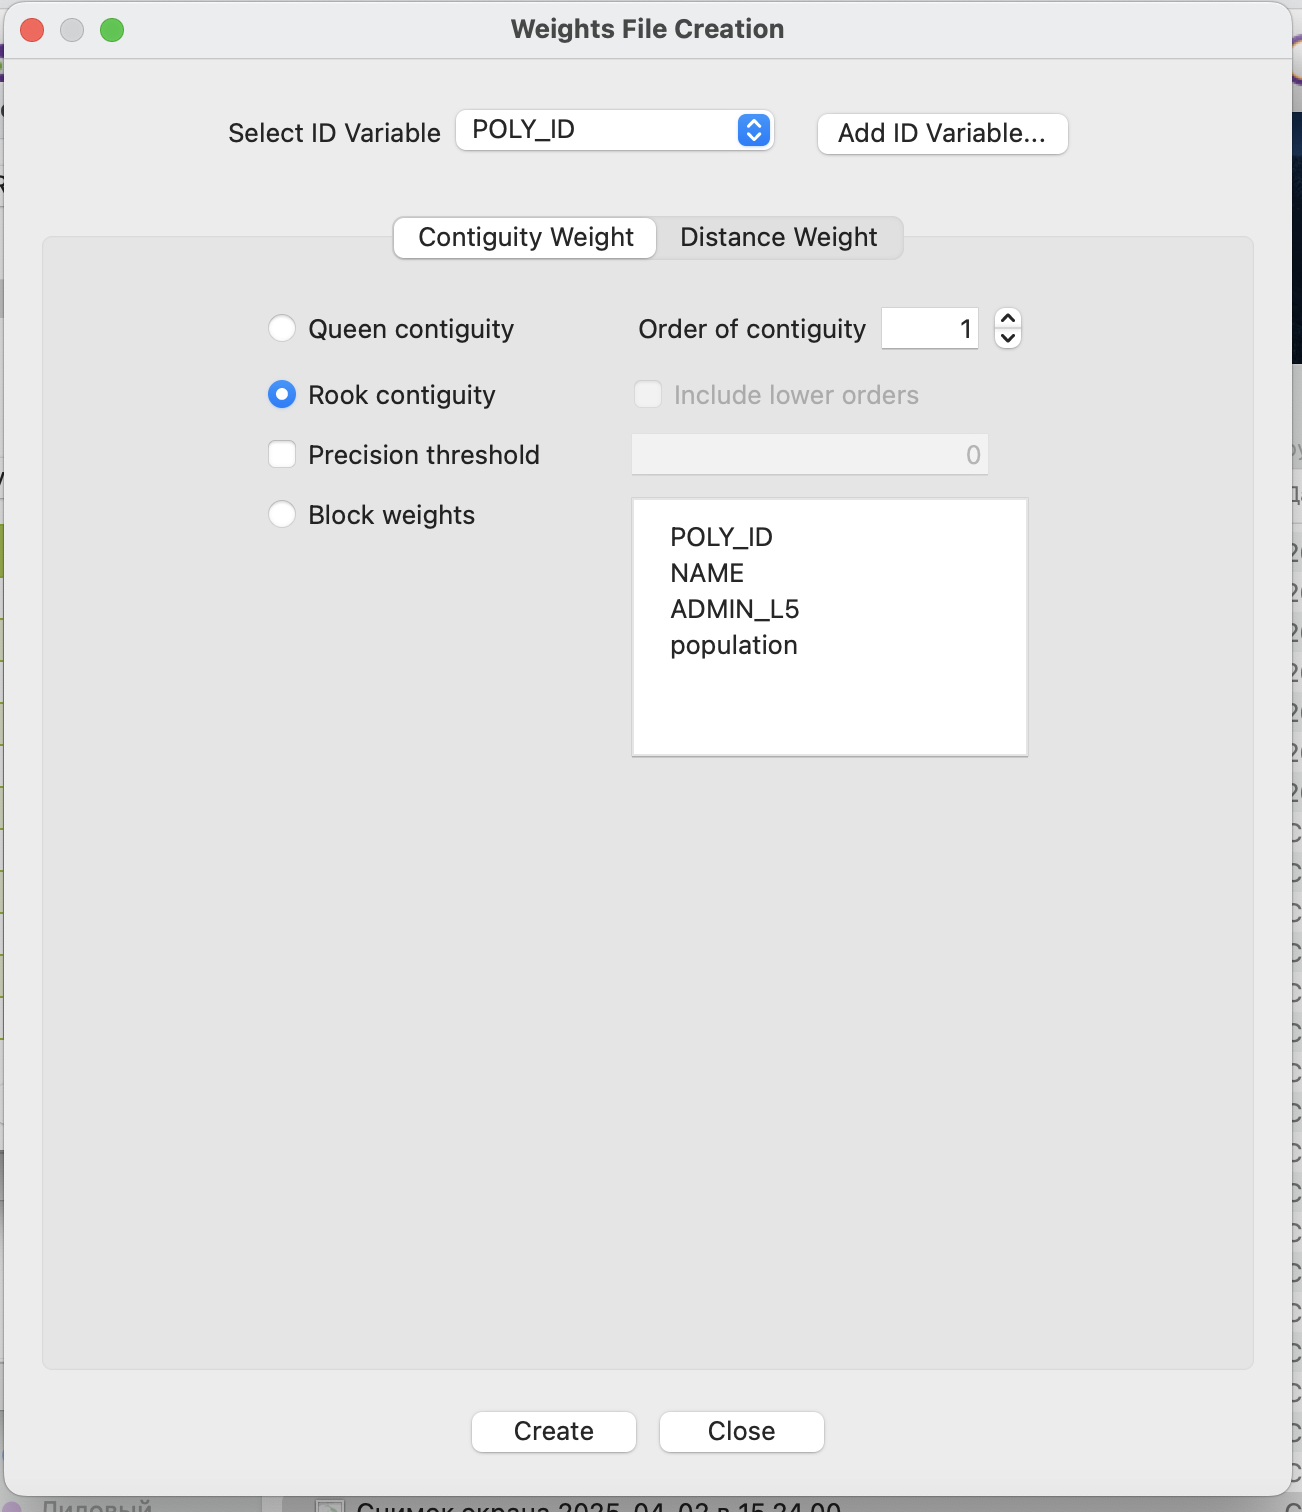 Weights File Creation
Select ID Variable POLY_ID Add ID Variable...
Contiguity Weight Distance Weight
Queen contiguity Order of contiguity 1
Rook contiguity Include lower orders
Precision threshold 0
Block weights
POLY_ID
NAME
ADMIN_L5
population
Create Close
Лиловый Снимок экрана 2025-04-02 в 15.24.00